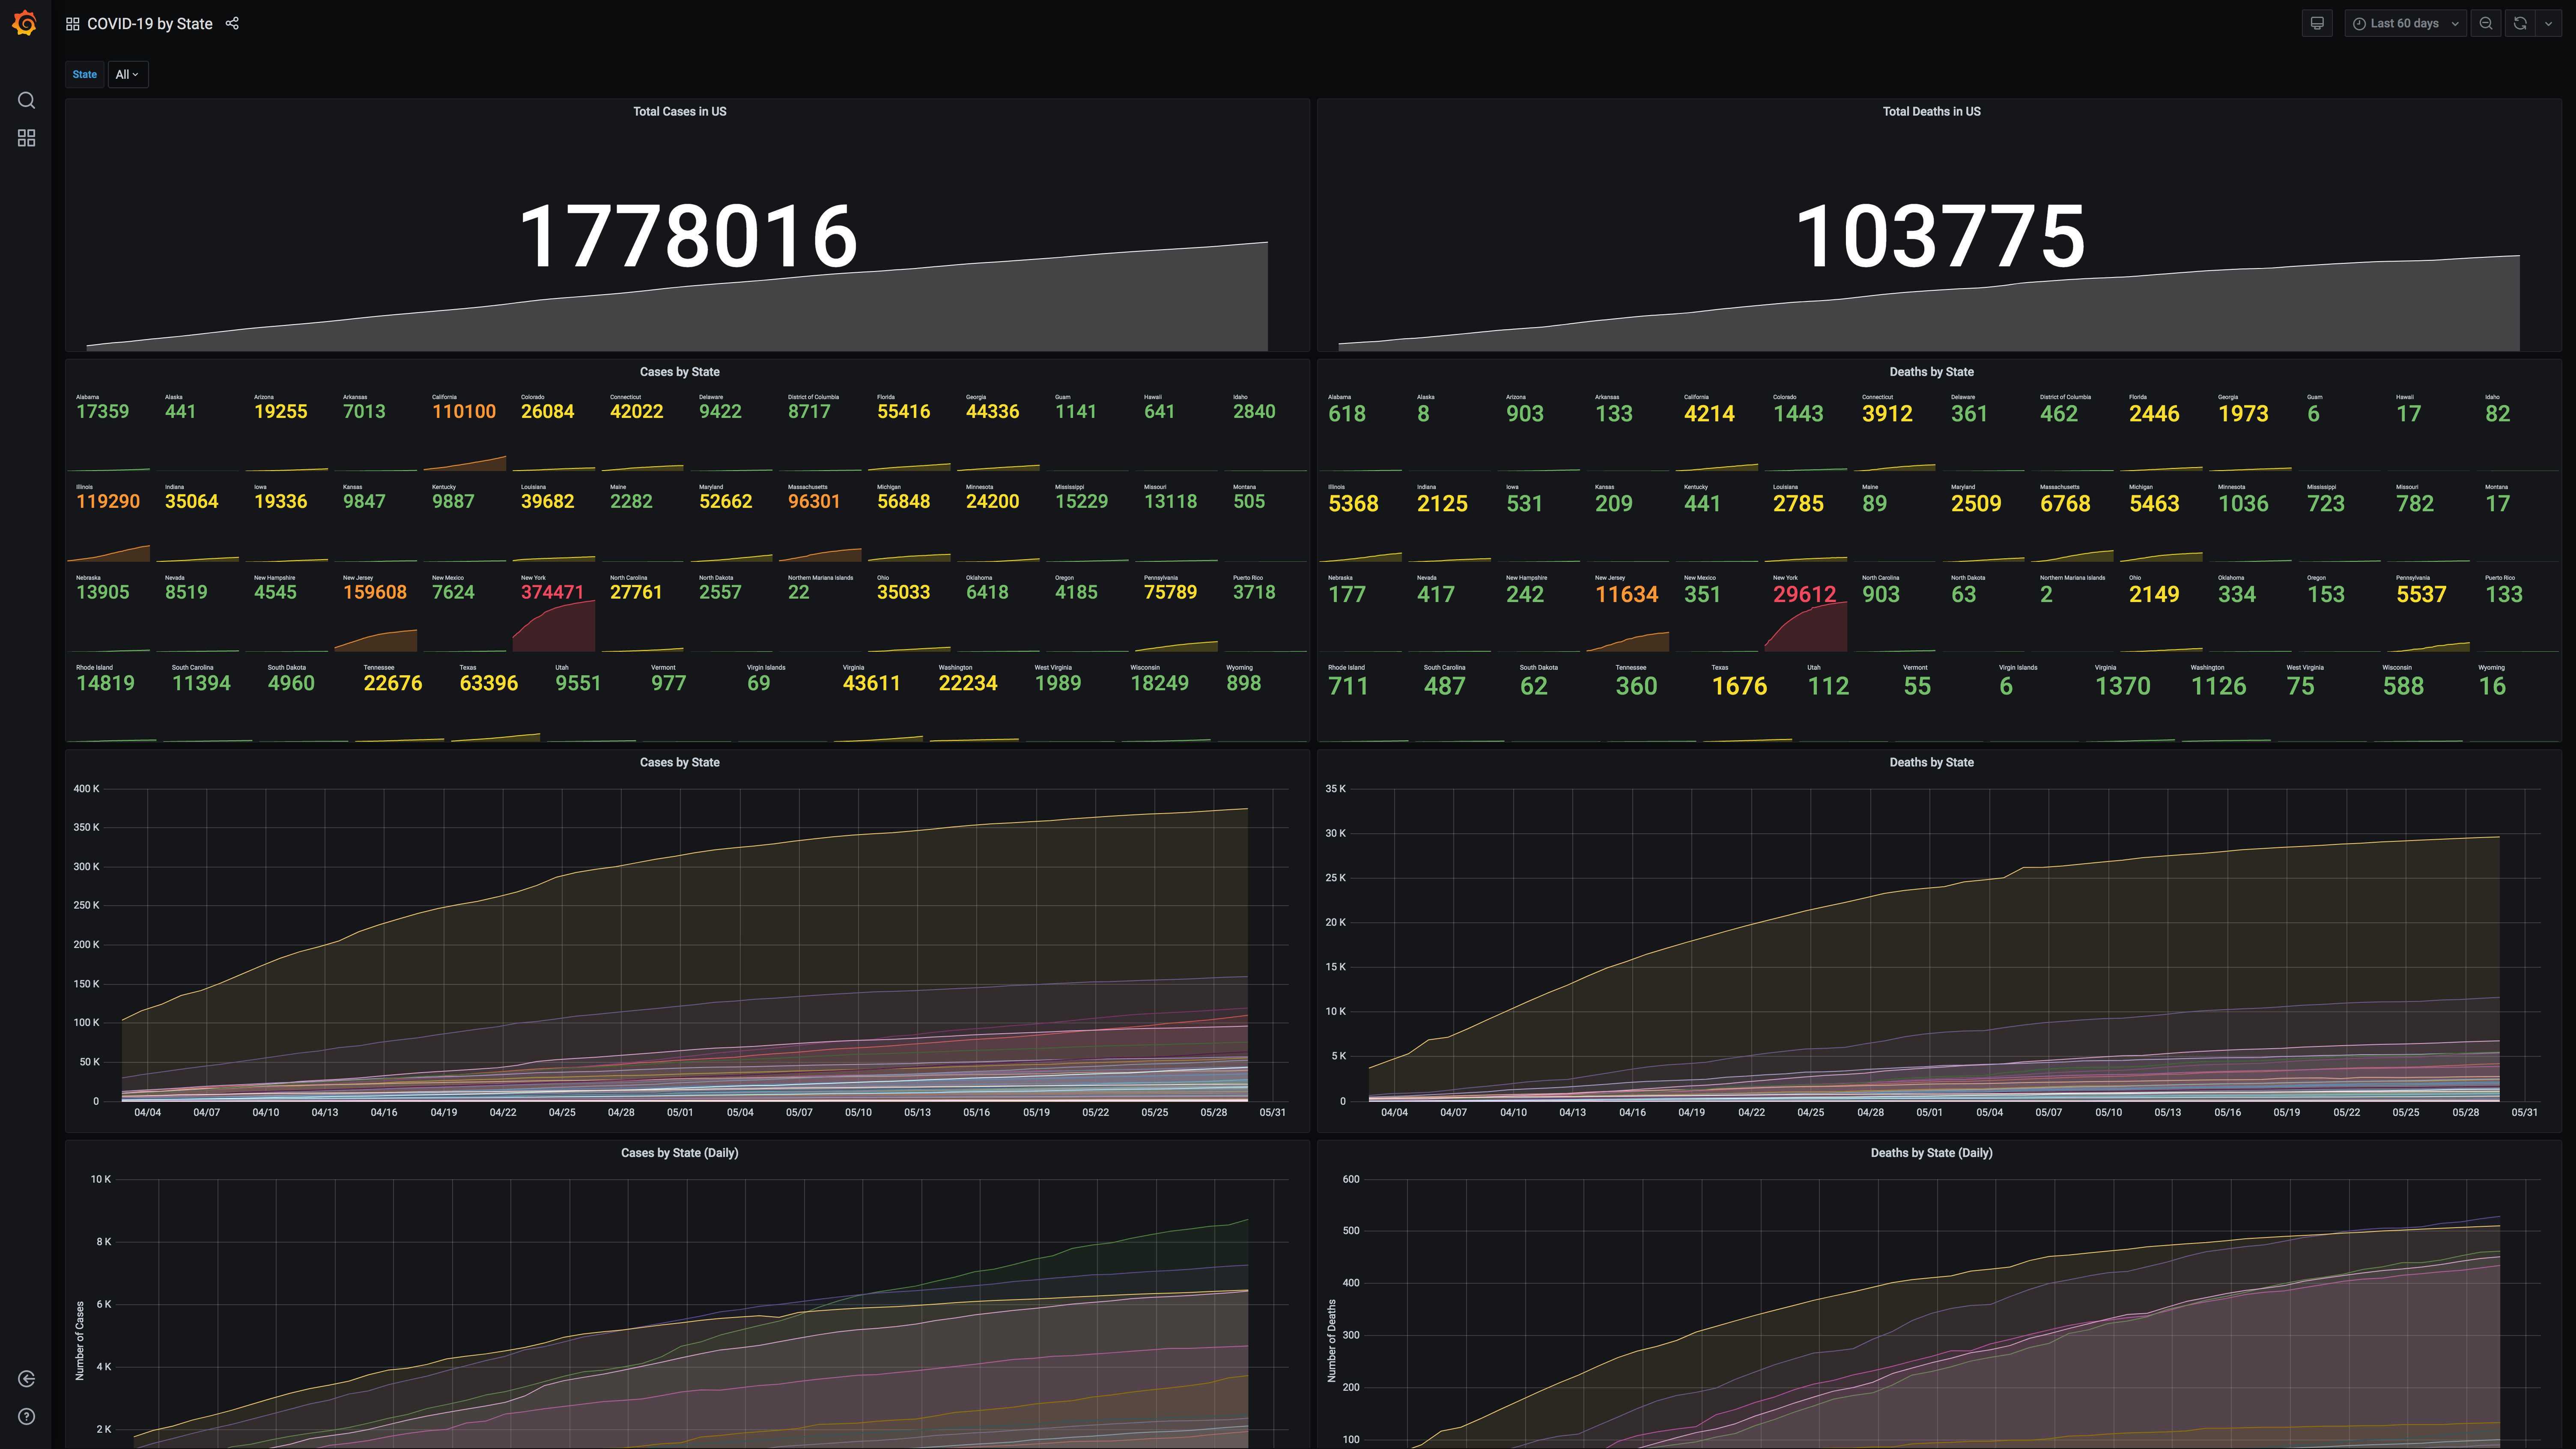 COVID-19 by State
Last 60 days
State All
Total Cases in US
1778016
Total Deaths in US
103775
Cases by State
Alabama Alaska Arizona Arkansas California Colorado Connecticut Delaware District of Columbia Florida Georgia Guam Hawaii Idaho
17359 441 19255 7013 110100 26084 42022 9422 8717 55416 44336 1141 641 2840
Illinois Indiana Iowa Kansas Kentucky Louisiana Maine Maryland Massachusetts Michigan Minnesota Mississippi Missouri Montana
119290 35064 19336 9847 9887 39682 2282 52662 96301 56848 24200 15229 13118 505
Nebraska Nevada New Hampshire New Jersey New Mexico New York North Carolina North Dakota Northern Mariana Islands Ohio Oklahoma Oregon Pennsylvania Puerto Rico
13905 8519 4545 159608 7624 374471 27761 2557 22 35033 6418 4185 75789 3718
Rhode Island South Carolina South Dakota Tennessee Texas Utah Vermont Virgin Islands Virginia Washington West Virginia Wisconsin Wyoming
14819 11394 4960 22676 63396 9551 977 69 43611 22234 1989 18249 898
Deaths by State
Alabama Alaska Arizona Arkansas California Colorado Connecticut Delaware District of Columbia Florida Georgia Guam Hawaii Idaho
618 8 903 133 4214 1443 3912 361 462 2446 1973 6 17 82
Illinois Indiana Iowa Kansas Kentucky Louisiana Maine Maryland Massachusetts Michigan Minnesota Mississippi Missouri Montana
5368 2125 531 209 441 2785 89 2509 6768 5463 1036 723 782 17
Nebraska Nevada New Hampshire New Jersey New Mexico New York North Carolina North Dakota Northern Mariana Islands Ohio Oklahoma Oregon Pennsylvania Puerto Rico
177 417 242 11634 351 29612 903 63 2 2149 334 153 5537 133
Rhode Island South Carolina South Dakota Tennessee Texas Utah Vermont Virgin Islands Virginia Washington West Virginia Wisconsin Wyoming
711 487 62 360 1676 112 55 6 1370 1126 75 588 16
Cases by State
400 K
350 K
300 K
250 K
200 K
150 K
100 K
50 K
0
04/04 04/07 04/10 04/13 04/16 04/19 04/22 04/25 04/28 05/01 05/04 05/07 05/10 05/13 05/16 05/19 05/22 05/25 05/28 05/31
Deaths by State
35 K
30 K
25 K
20 K
15 K
10 K
5 K
0
04/04 04/07 04/10 04/13 04/16 04/19 04/22 04/25 04/28 05/01 05/04 05/07 05/10 05/13 05/16 05/19 05/22 05/25 05/28 05/31
Cases by State (Daily)
Number of Cases
10 K
8 K
6 K
4 K
2 K
Deaths by State (Daily)
Number of Deaths
600
500
400
300
200
100